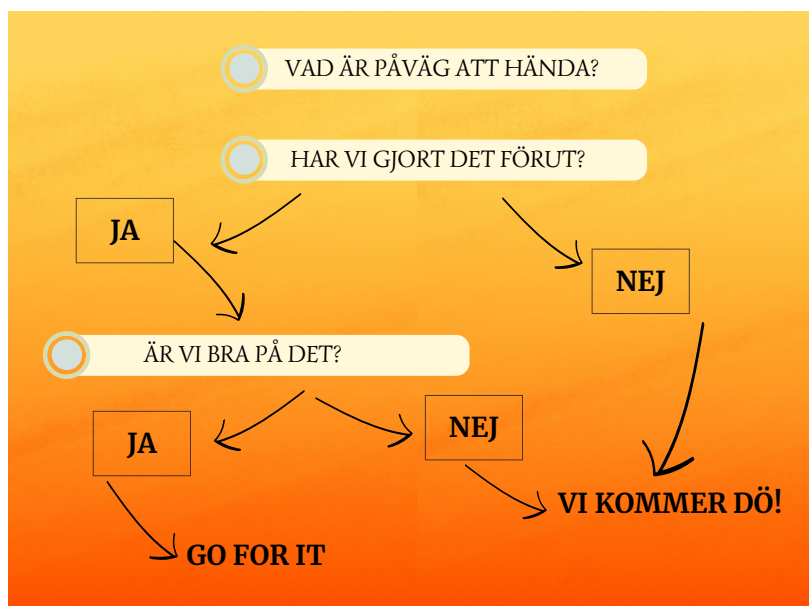 VAD ÄR PÅVÄG ATT HÄNDA?
HAR VI GJORT DET FÖRUT?
JA
NEJ
ÄR VI BRA PÅ DET?
JA
NEJ
VI KOMMER DÖ!
GO FOR IT